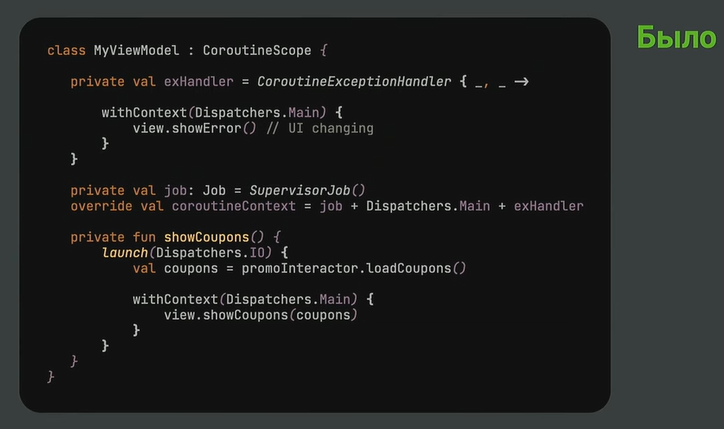 Было
class MyViewModel : CoroutineScope {
private val exHandler = CoroutineExceptionHandler { _, _ →
withContext(Dispatchers.Main) {
view.showError() // UI changing
}
}
private val job: Job = SupervisorJob()
override val coroutineContext = job + Dispatchers.Main + exHandler
private fun showCoupons() {
launch(Dispatchers.IO) {
val coupons = promoInteractor.loadCoupons()
withContext(Dispatchers.Main) {
view.showCoupons(coupons)
}
}
}
}